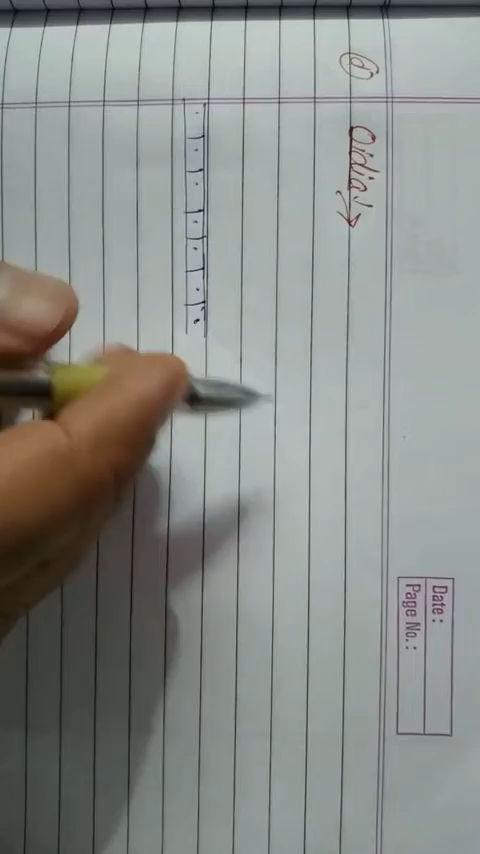 Date :
Page No. :
(d) Oidia! →